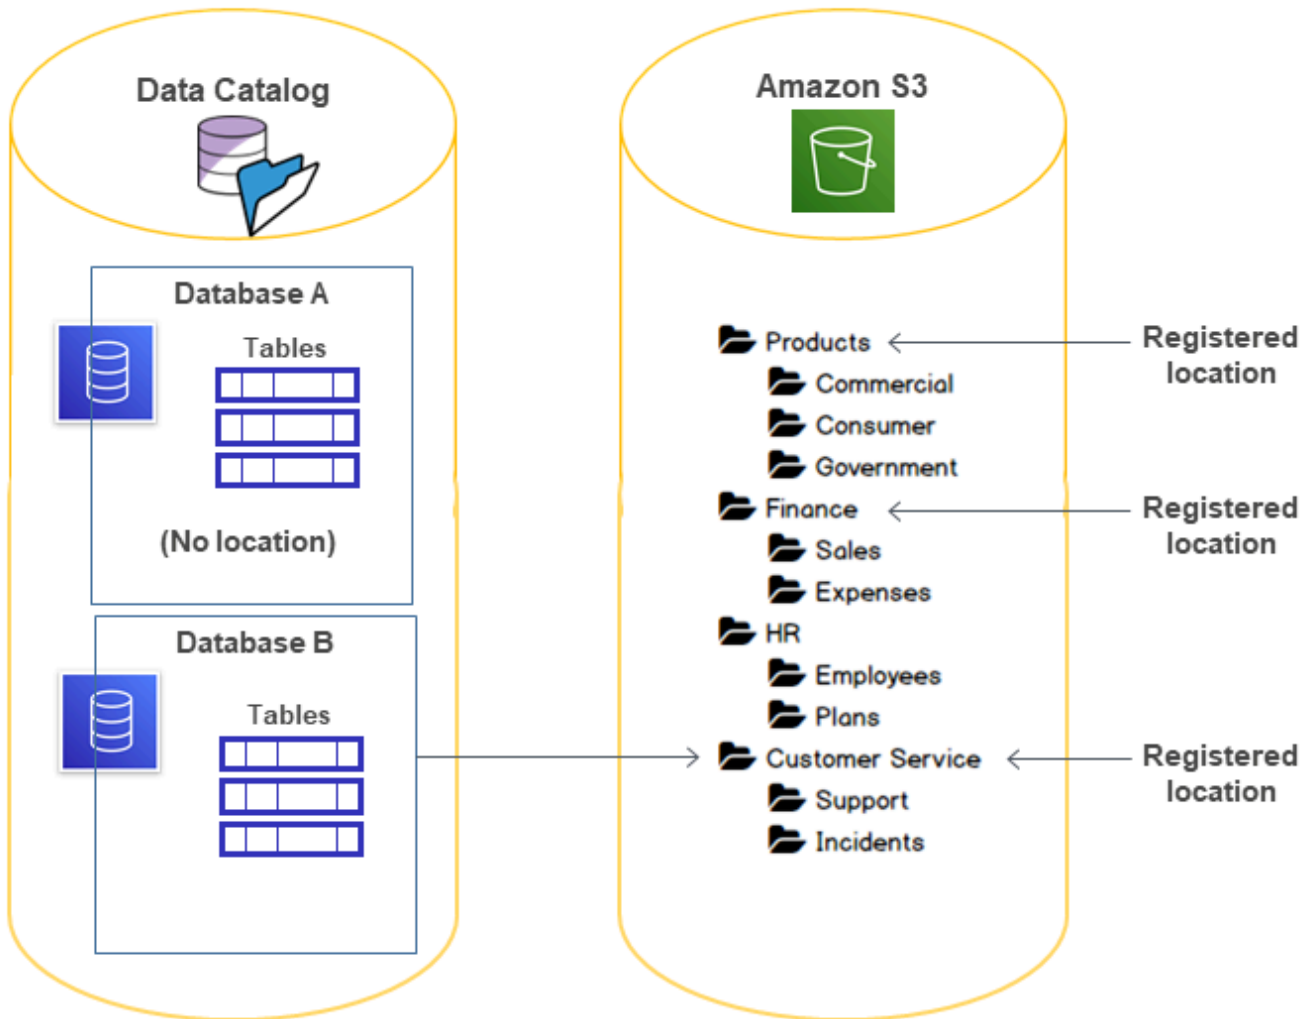 Data Catalog
Database A
Tables
(No location)
Database B
Tables
Amazon S3
Products
Commercial
Consumer
Government
Finance
Sales
Expenses
HR
Employees
Plans
Customer Service
Support
Incidents
Registered
location
Registered
location
Registered
location